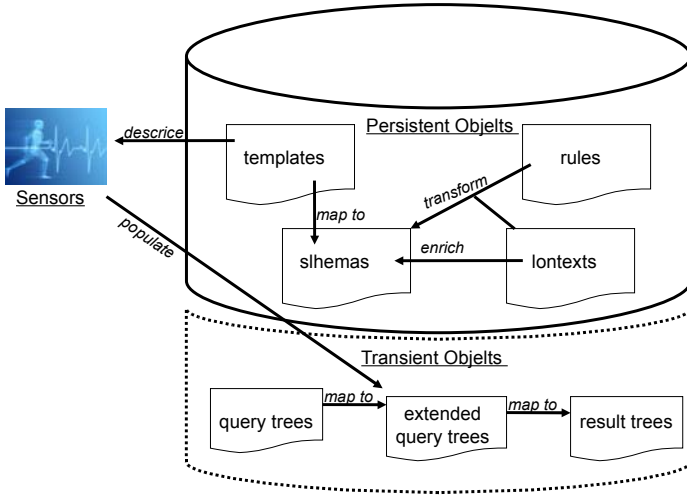 Persistent Objelts
descrice
templates
rules
Sensors
transform
map to
populate
slhemas
enrich
lontexts
Transient Objelts
query trees
map to
extended
query trees
map to
result trees